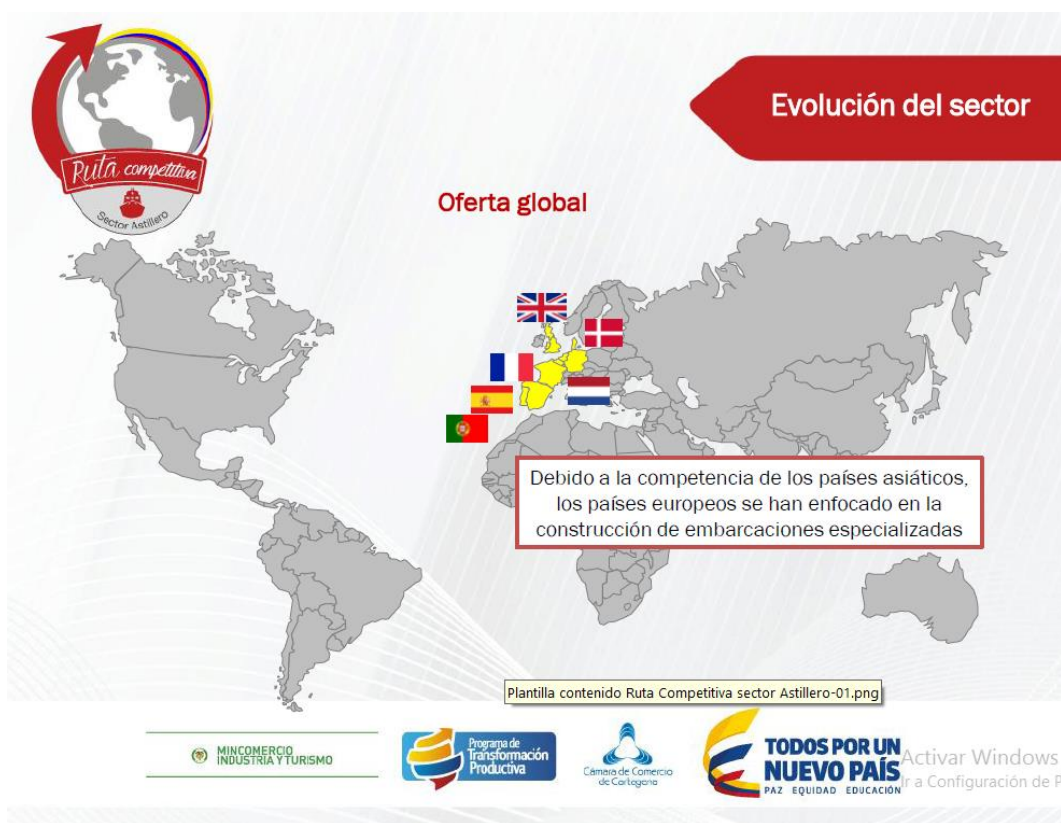 Evolución del sector
Ruta competitiva
Sector Astillero
Oferta global
Debido a la competencia de los países asiáticos,
los países europeos se han enfocado en la
construcción de embarcaciones especializadas
Plantilla contenido Ruta Competitiva sector Astillero-01.png
MINCOMERCIO
INDUSTRIA Y TURISMO
Programa de
Transformación
Productiva
Cámara de Comercio
de Cartagena
TODOS POR UN
NUEVO PAÍS
PAZ EQUIDAD EDUCACIÓN
Activar Windows
Ir a Configuración de P